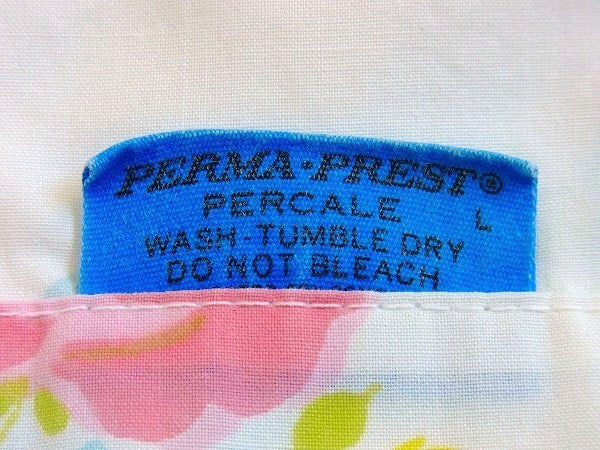 PERMA-PREST®
PERCALE
L
WASH-TUMBLE DRY
DO NOT BLEACH